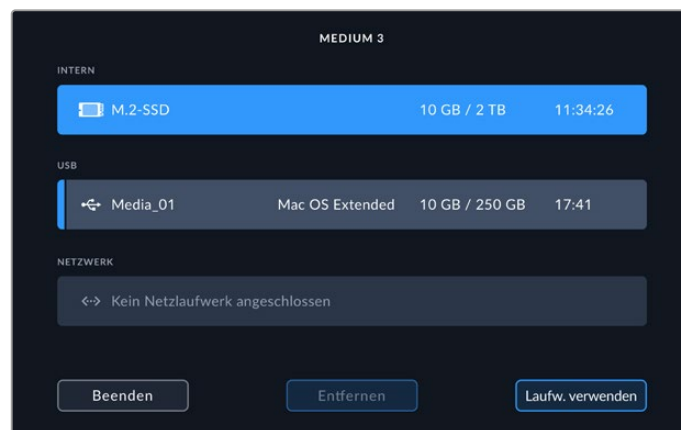 MEDIUM 3
INTERN
M.2-SSD 10 GB / 2 TB 11:34:26
USB
Media_01 Mac OS Extended 10 GB / 250 GB 17:41
NETZWERK
Kein Netzlaufwerk angeschlossen
Beenden Entfernen Laufw. verwenden